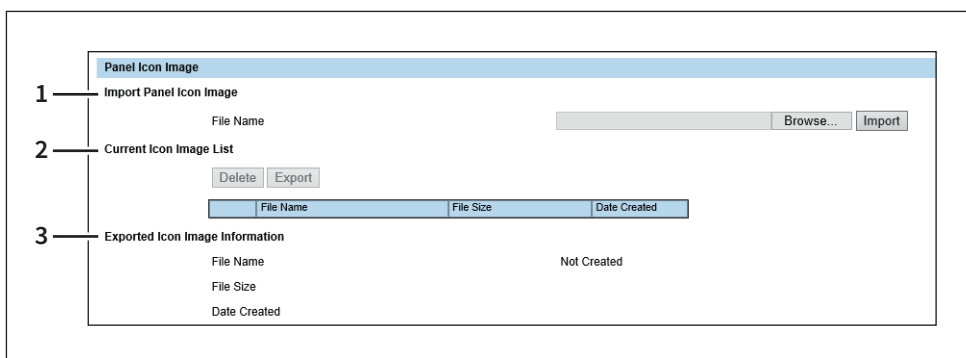 Panel Icon Image
1 Import Panel Icon Image
File Name Browse... Import
2 Current Icon Image List
Delete Export
File Name File Size Date Created
3 Exported Icon Image Information
File Name Not Created
File Size
Date Created